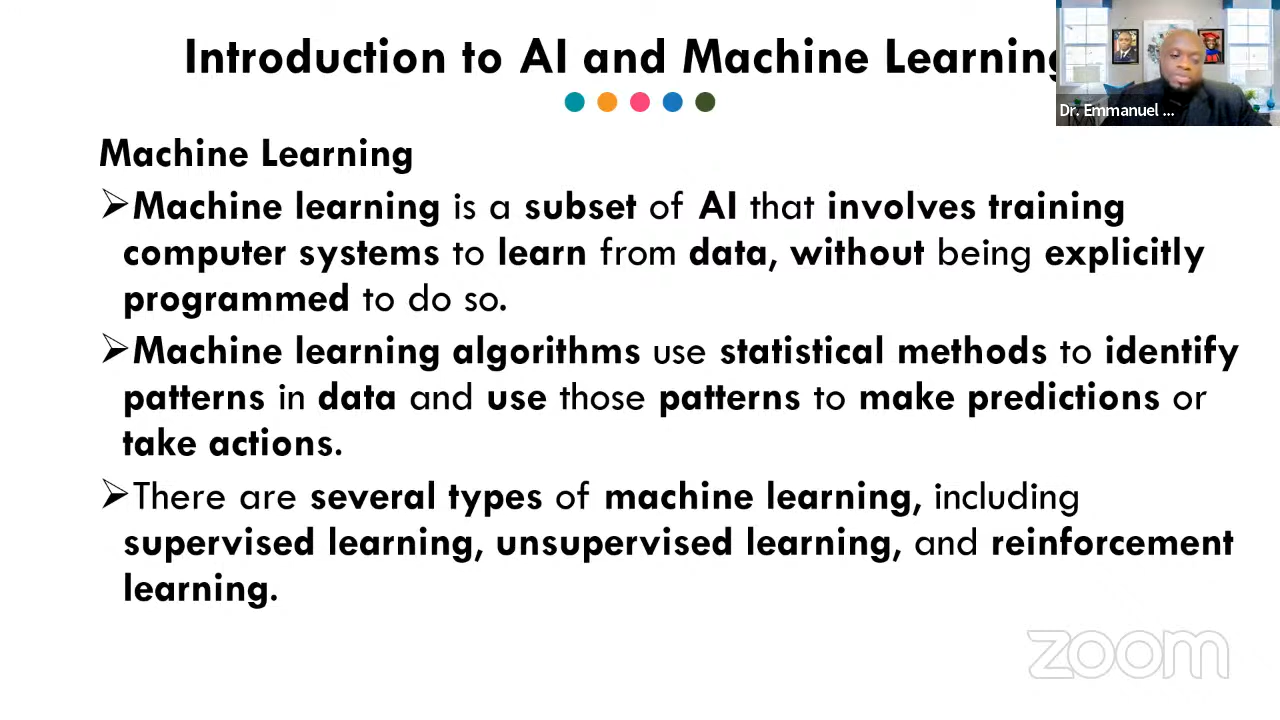 Introduction to AI and Machine Learning
Dr. Emmanuel ...
Machine Learning
➢Machine learning is a subset of AI that involves training
computer systems to learn from data, without being explicitly
programmed to do so.
➢Machine learning algorithms use statistical methods to identify
patterns in data and use those patterns to make predictions or
take actions.
➢There are several types of machine learning, including
supervised learning, unsupervised learning, and reinforcement
learning.
zoom